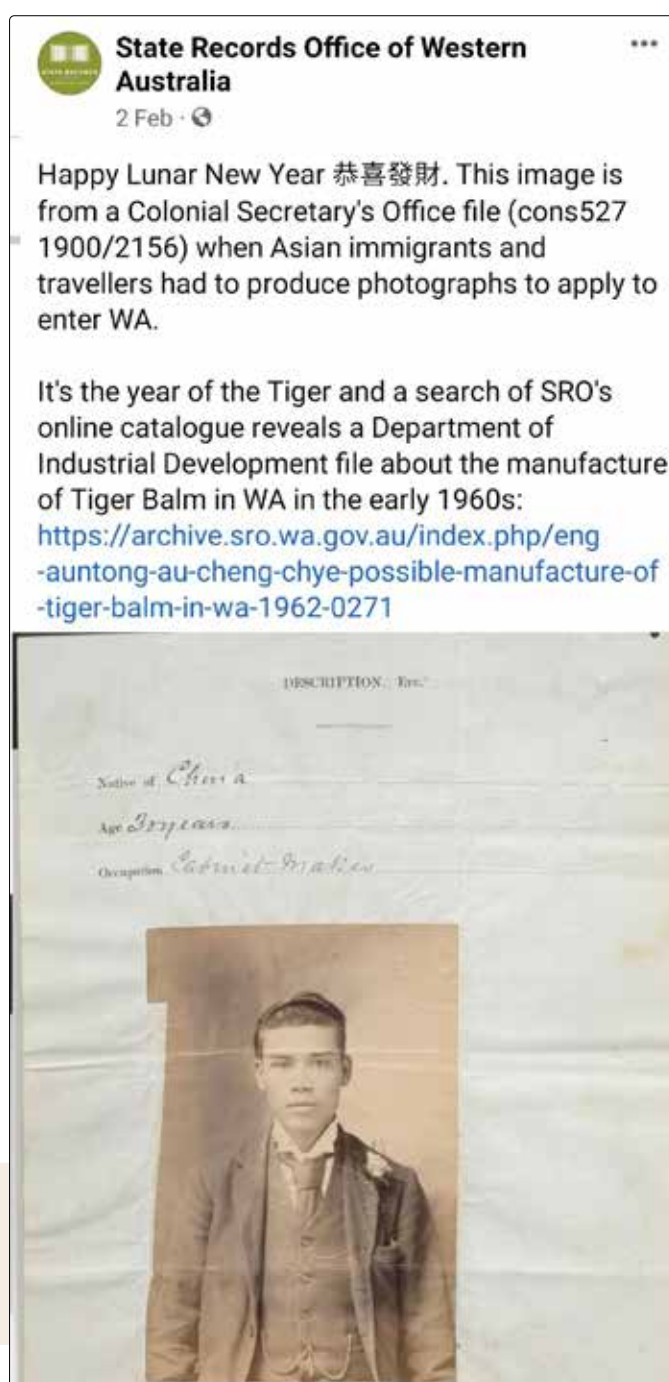 State Records Office of Western
Australia
2 Feb ·
Happy Lunar New Year 恭喜發財. This image is
from a Colonial Secretary's Office file (cons527
1900/2156) when Asian immigrants and
travellers had to produce photographs to apply to
enter WA.
It's the year of the Tiger and a search of SRO's
online catalogue reveals a Department of
Industrial Development file about the manufacture
of Tiger Balm in WA in the early 1960s:
https://archive.sro.wa.gov.au/index.php/eng
-auntong-au-cheng-chye-possible-manufacture-of
-tiger-balm-in-wa-1962-0271
STATE RECORDS
DESCRIPTION, Etc.
Native of China
Age 30 years
Occupation Cabinet Maker